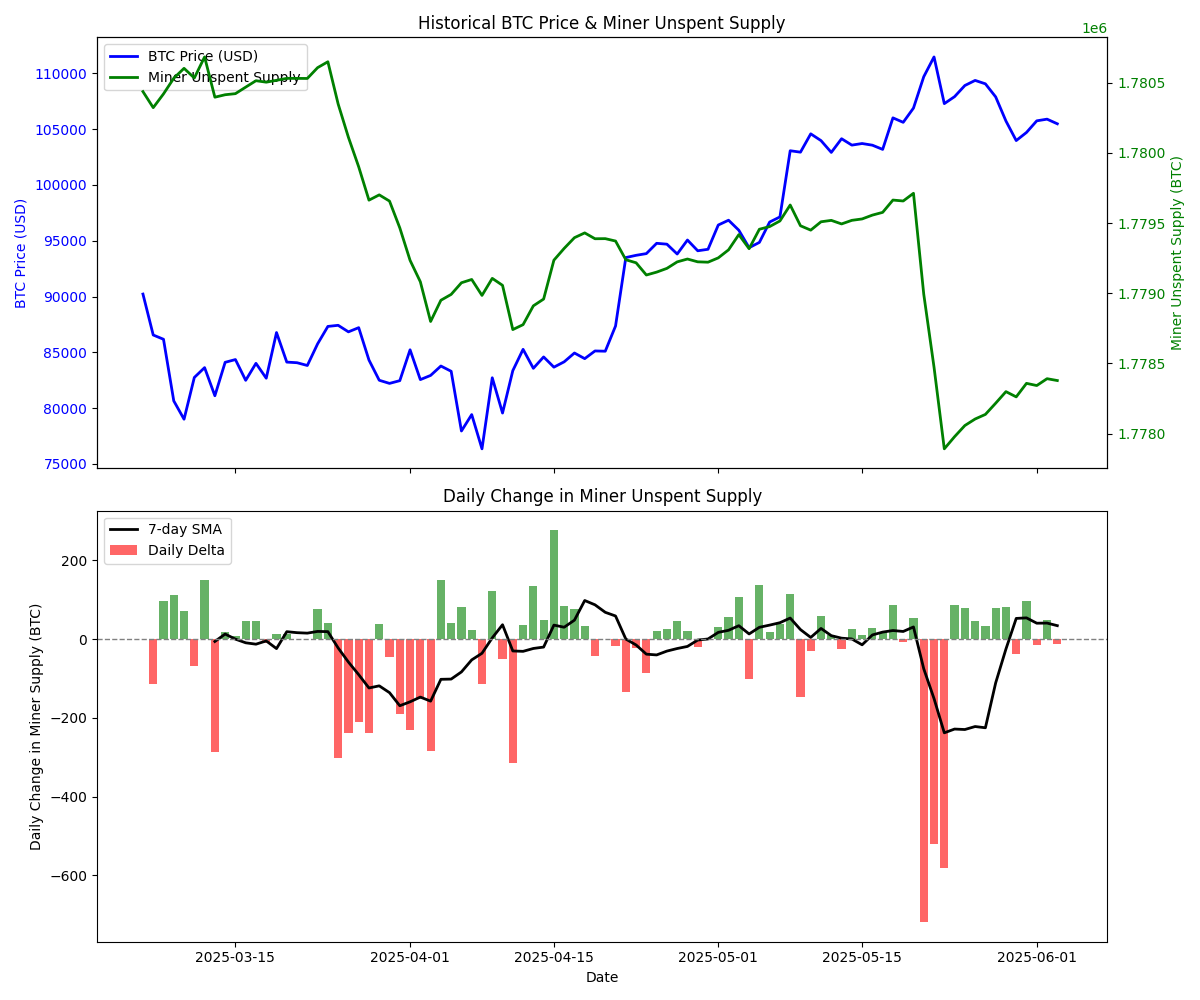 Historical BTC Price & Miner Unspent Supply
1e6
BTC Price (USD)
Miner Unspent Supply
110000
105000
100000
95000
90000
85000
80000
75000
BTC Price (USD)
1.7805
1.7800
1.7795
1.7790
1.7785
1.7780
Miner Unspent Supply (BTC)
Daily Change in Miner Unspent Supply
7-day SMA
Daily Delta
200
0
−200
−400
−600
Daily Change in Miner Supply (BTC)
2025-03-15
2025-04-01
2025-04-15
2025-05-01
2025-05-15
2025-06-01
Date